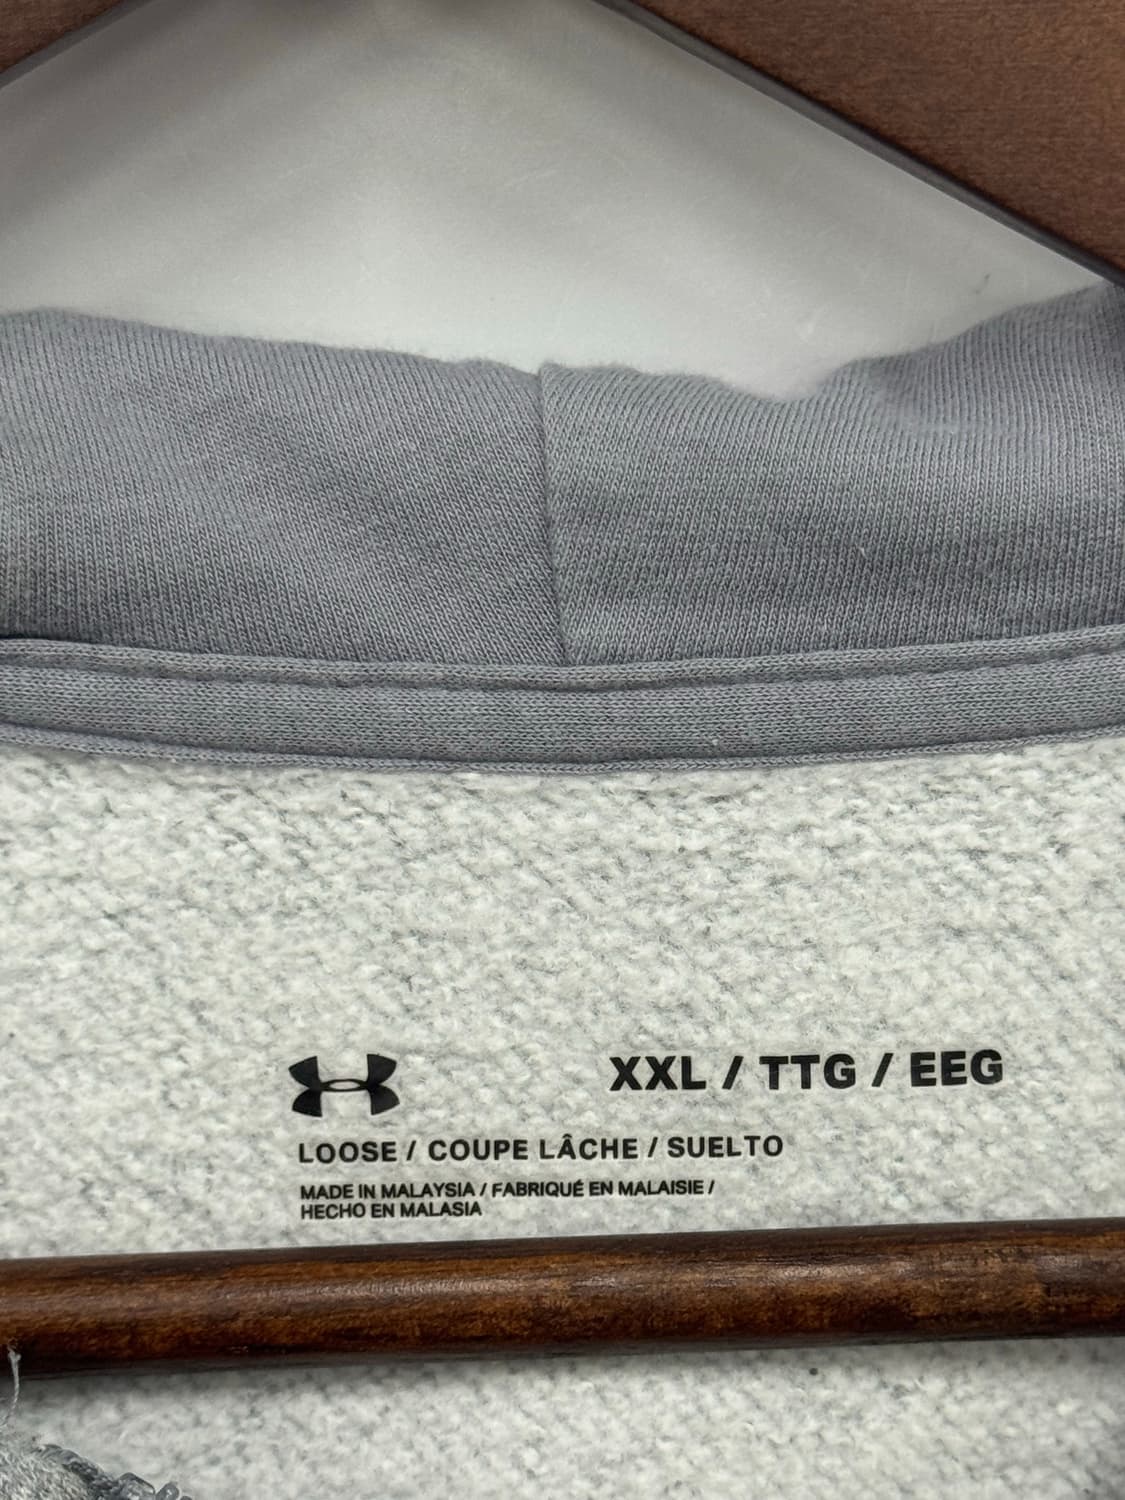 XXL / TTG / EEG
LOOSE / COUPE LÂCHE / SUELTO
MADE IN MALAYSIA / FABRIQUÉ EN MALAISIE /
HECHO EN MALASIA